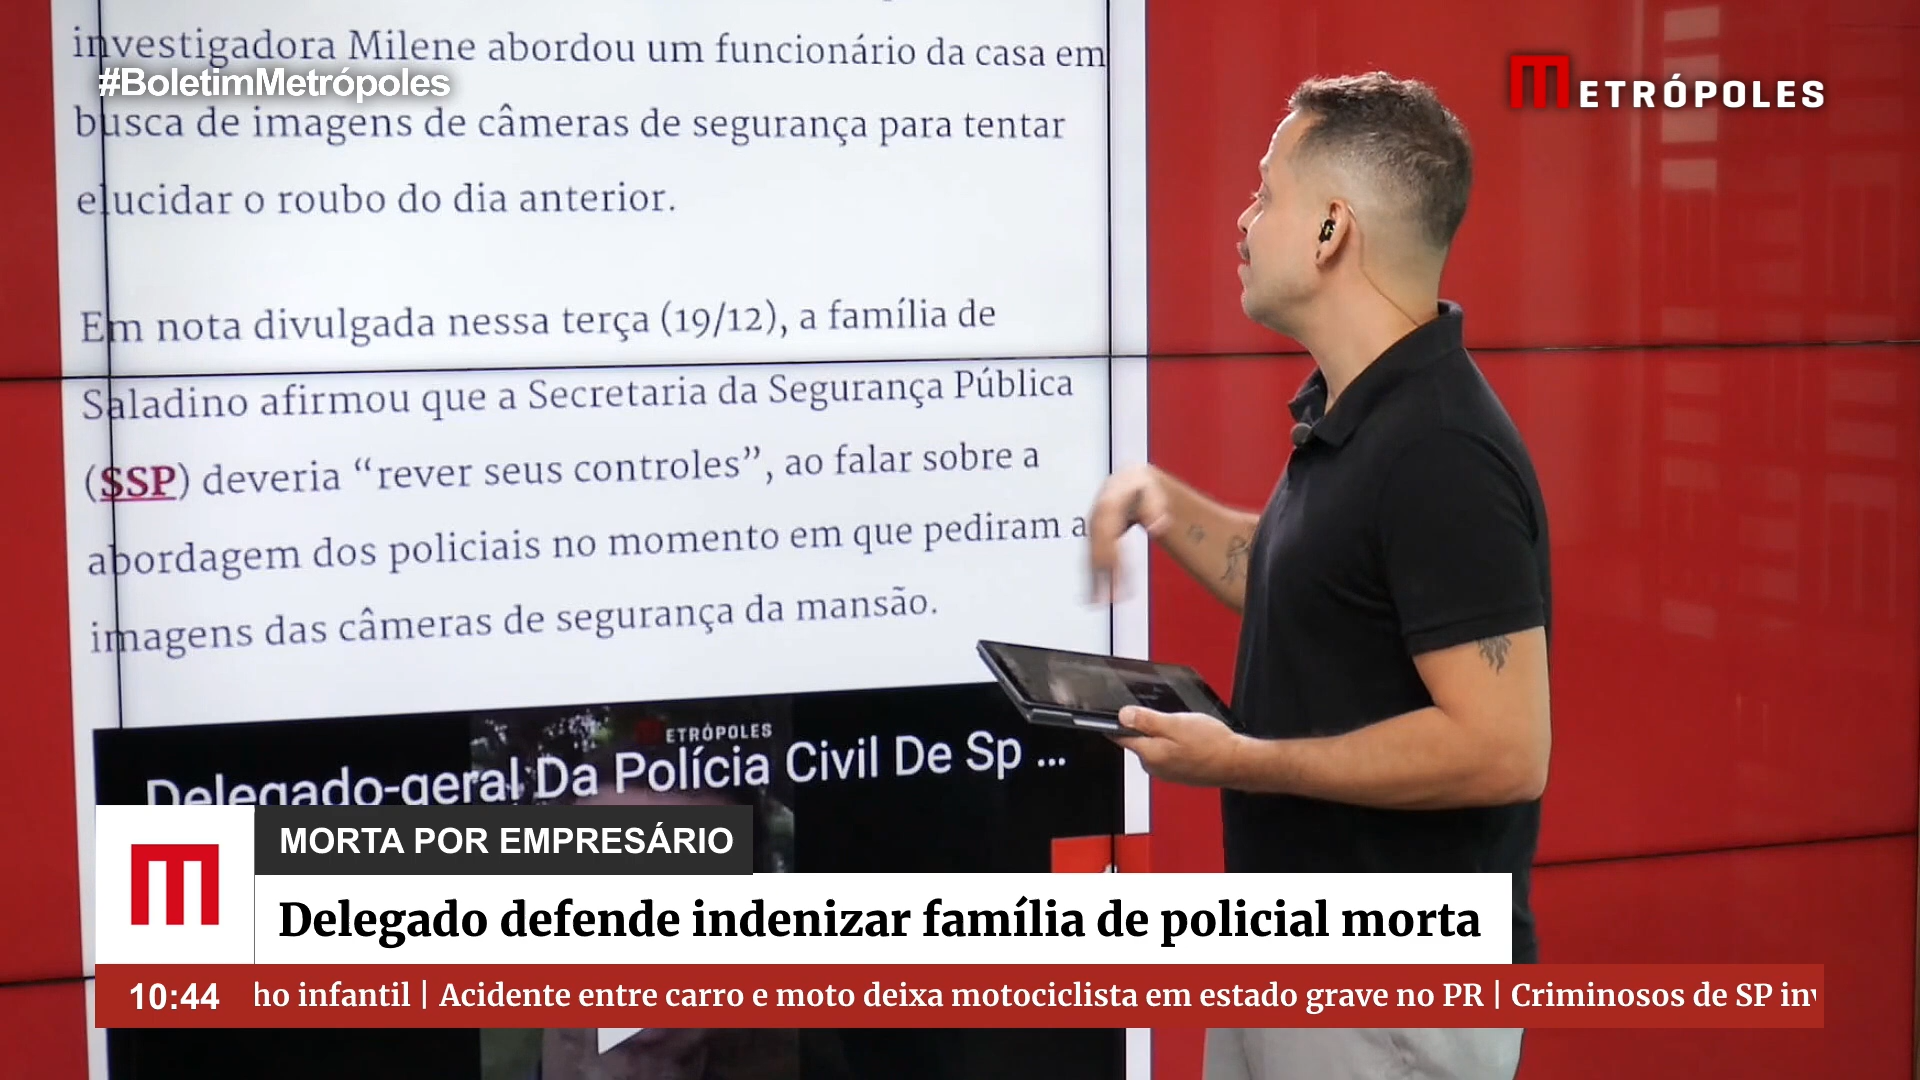 investigadora Milene abordou um funcionário da casa em
#BoletimMetrópoles
METRÓPOLES
busca de imagens de câmeras de segurança para tentar
elucidar o roubo do dia anterior.
Em nota divulgada nessa terça (19/12), a família de
Saladino afirmou que a Secretaria da Segurança Pública
(SSP) deveria “rever seus controles”, ao falar sobre a
abordagem dos policiais no momento em que pediram a
imagens das câmeras de segurança da mansão.
METRÓPOLES
Delegado-geral Da Polícia Civil De Sp ...
MORTA POR EMPRESÁRIO
M
Delegado defende indenizar família de policial morta
10:44
ho infantil | Acidente entre carro e moto deixa motociclista em estado grave no PR | Criminosos de SP inv